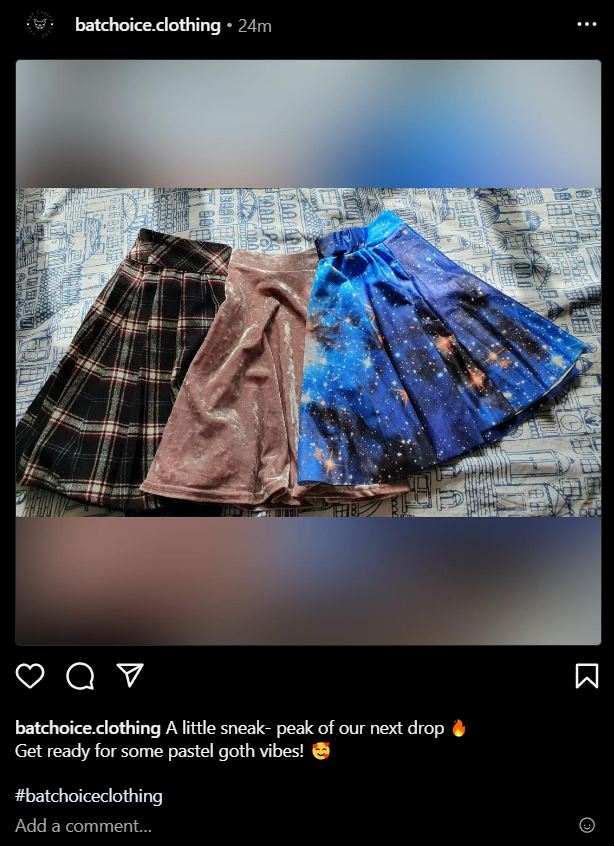 batchoice.clothing • 24m
batchoice.clothing A little sneak- peak of our next drop 🔥
Get ready for some pastel goth vibes! 🥰
#batchoiceclothing
Add a comment...